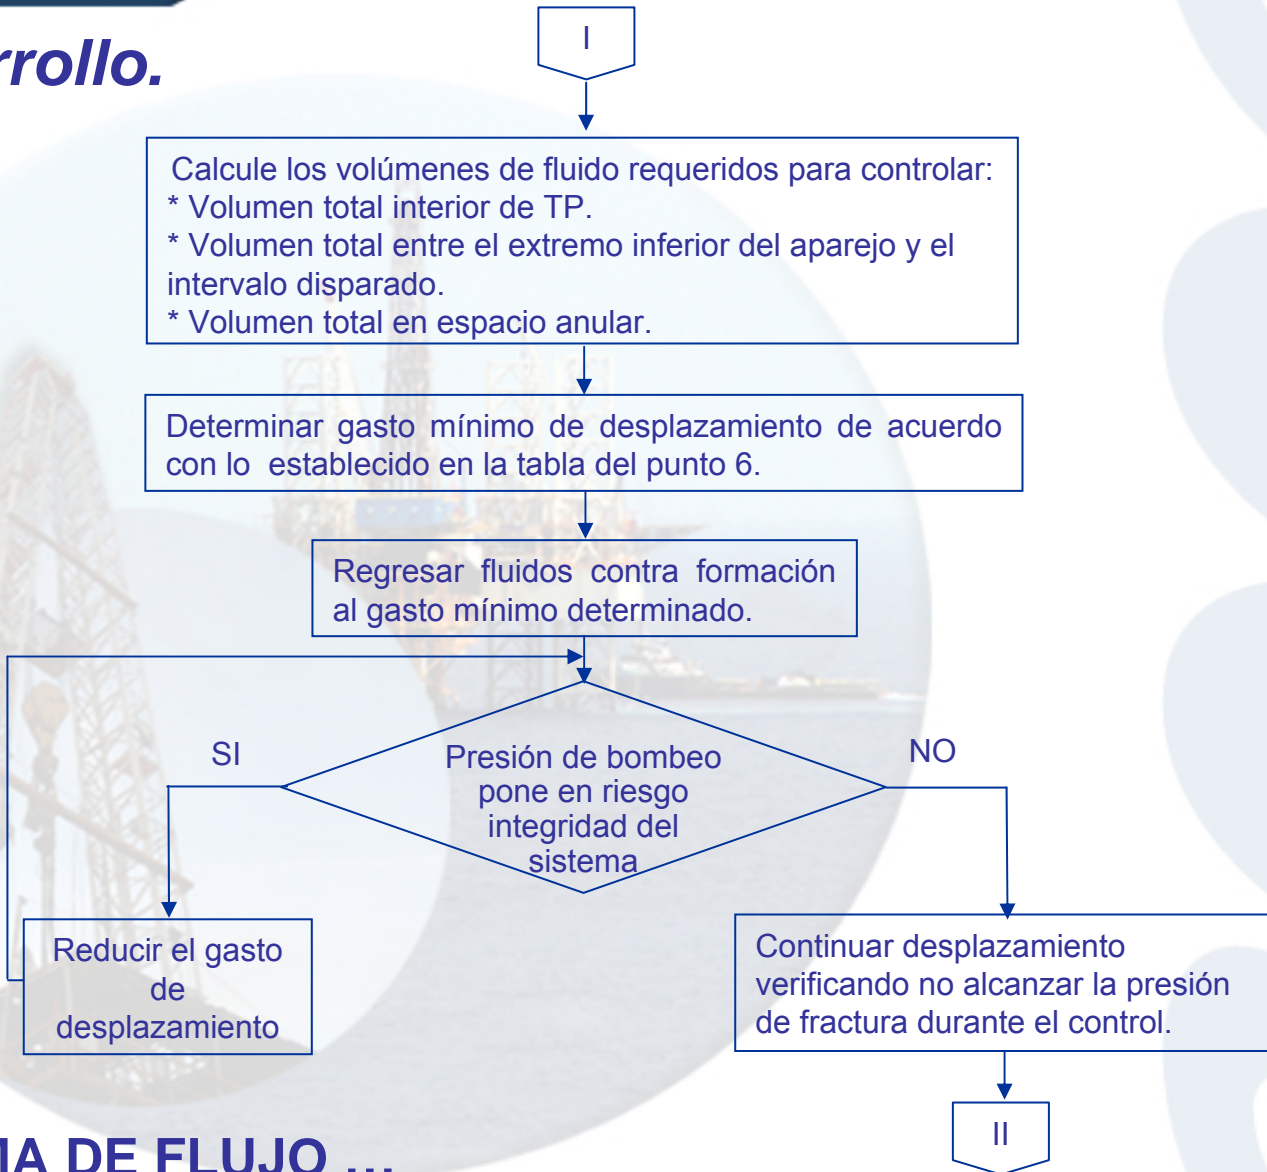 I
rrollo.
Calcule los volúmenes de fluido requeridos para controlar:
* Volumen total interior de TP.
* Volumen total entre el extremo inferior del aparejo y el
intervalo disparado.
* Volumen total en espacio anular.
Determinar gasto mínimo de desplazamiento de acuerdo
con lo establecido en la tabla del punto 6.
Regresar fluidos contra formación
al gasto mínimo determinado.
SI
Presión de bombeo
pone en riesgo
integridad del
sistema
NO
Reducir el gasto
de
desplazamiento
Continuar desplazamiento
verificando no alcanzar la presión
de fractura durante el control.
II
MA DE FLUJO ...